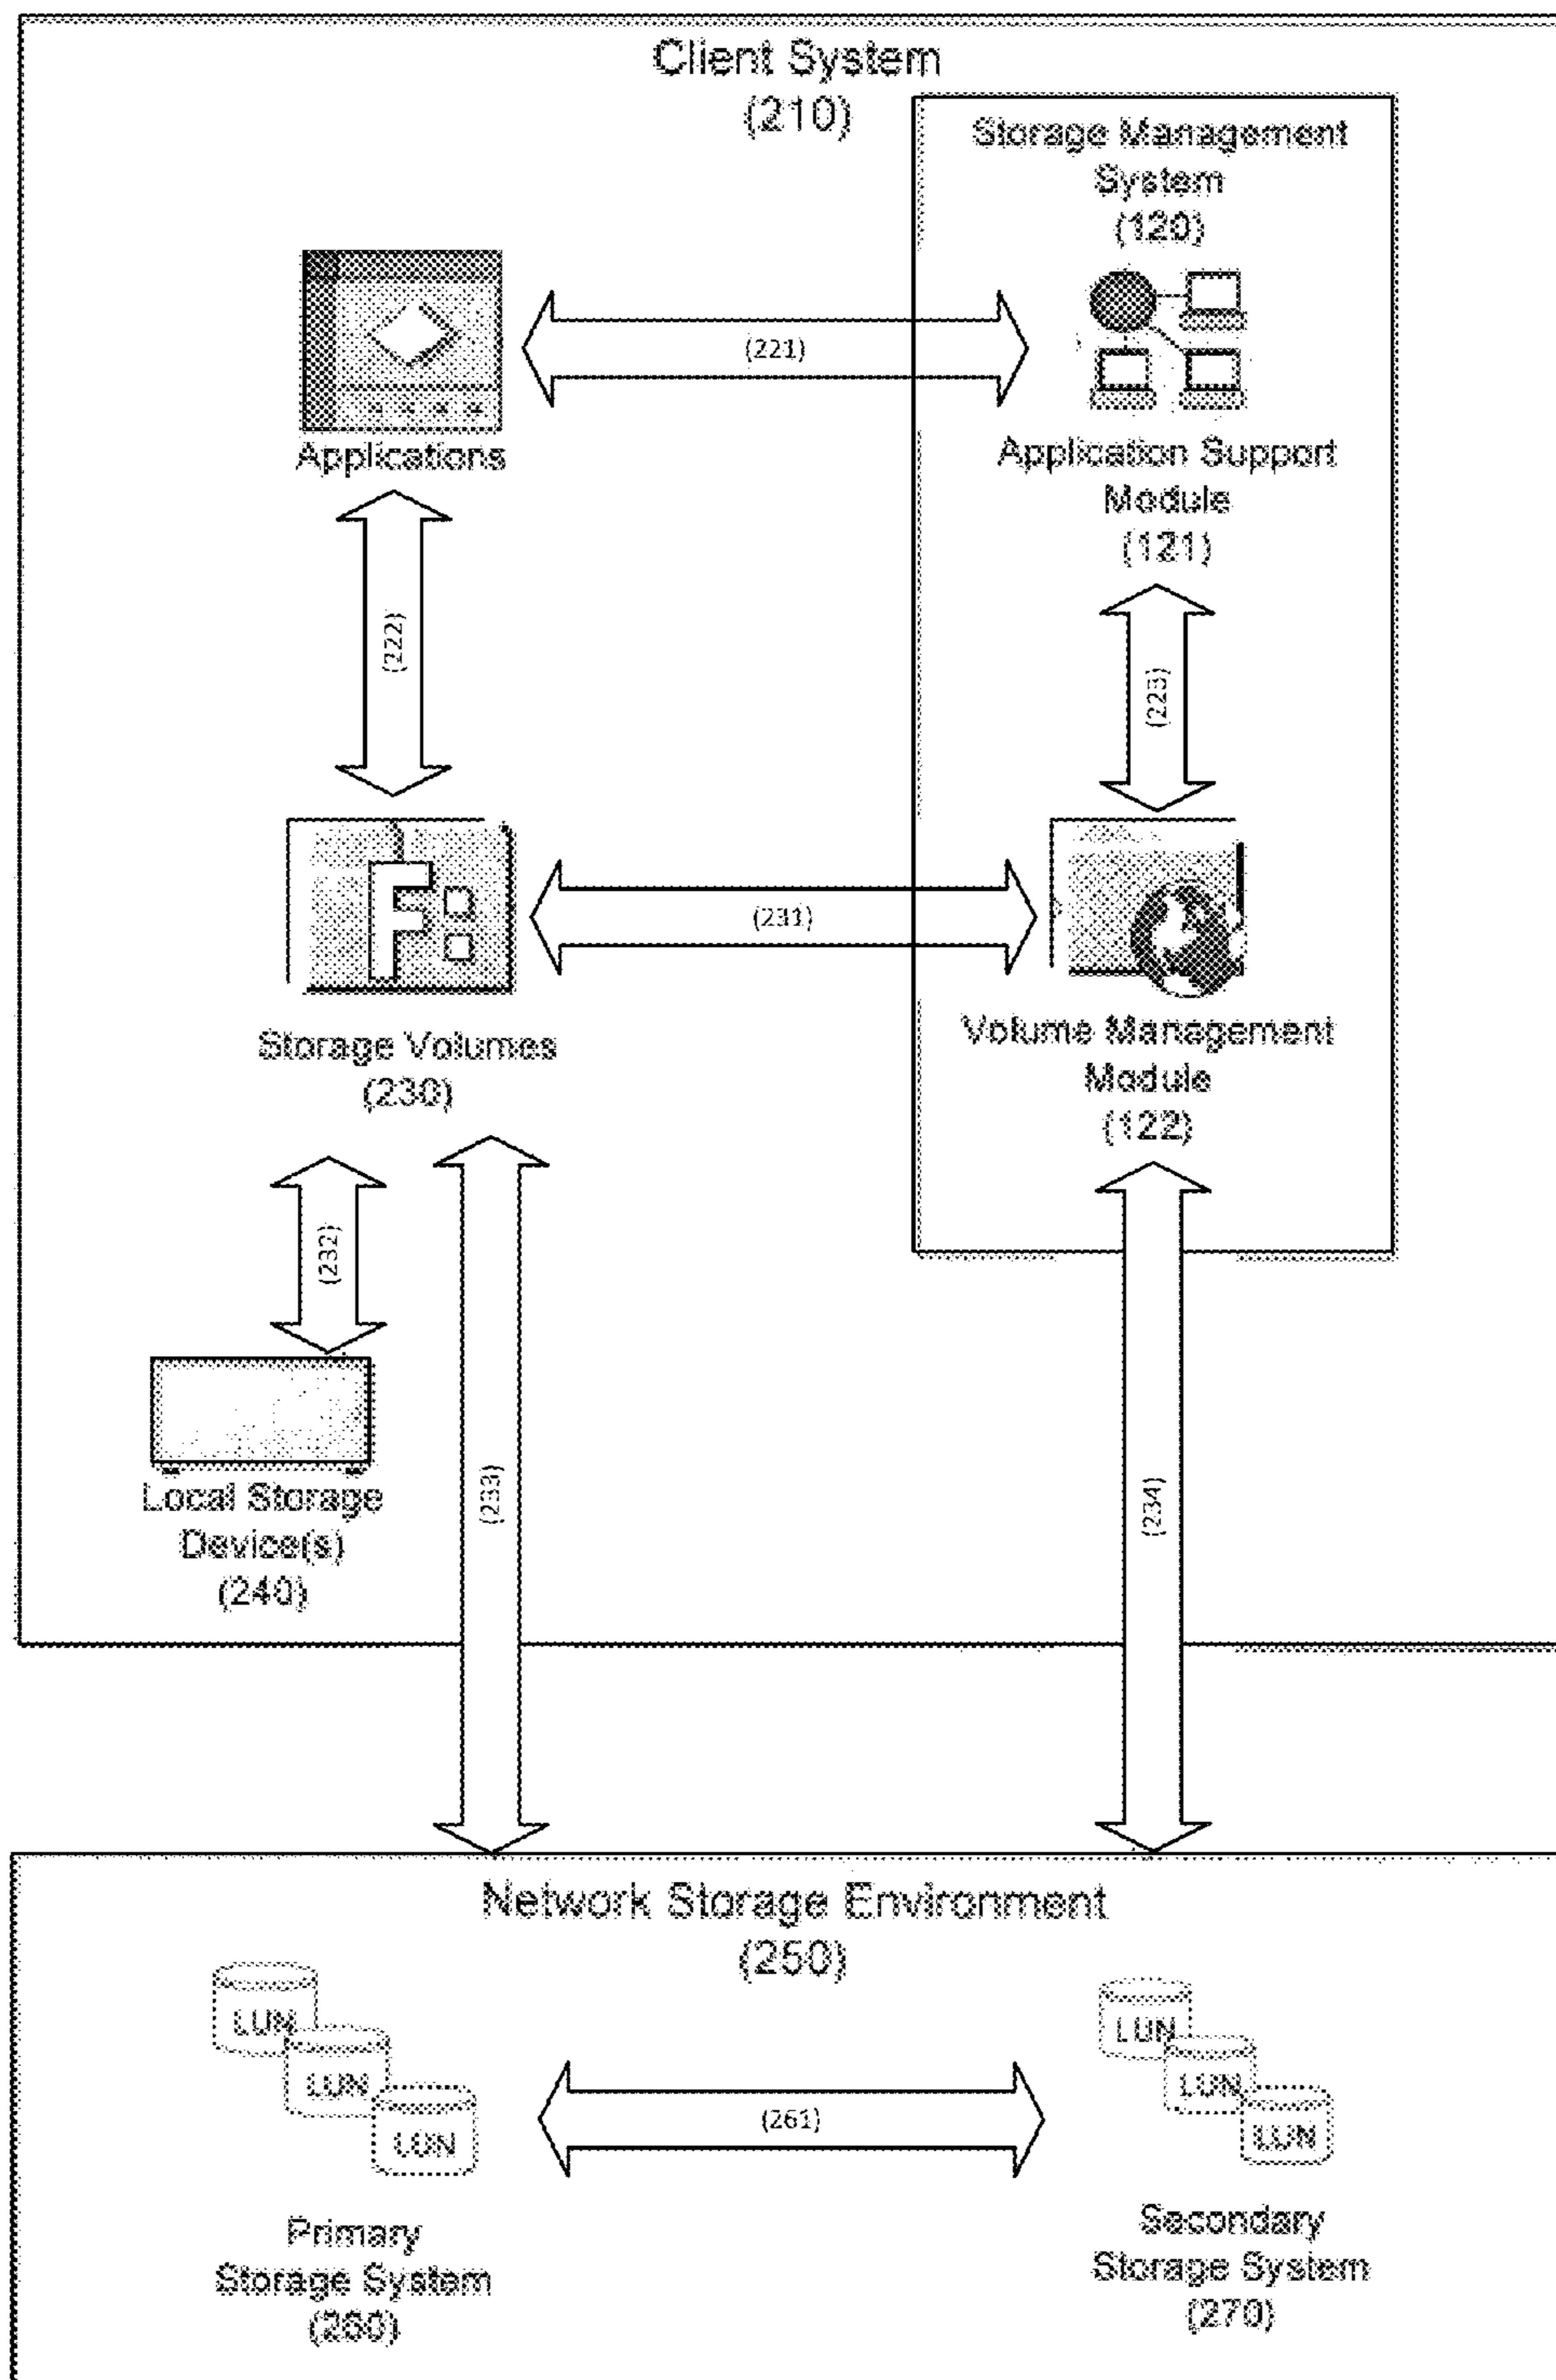 Client System
(210)
Storage Management
System
(120)
(221)
Applications
Application Support
Module
(121)
(222)
(223)
F:
(231)
Storage Volumes
(230)
Volume Management
Module
(122)
(232)
(233)
(234)
Local Storage
Device(s)
(240)
Network Storage Environment
(250)
LUN
LUN
LUN
LUN
LUN
LUN
(261)
Primary
Storage System
(260)
Secondary
Storage System
(270)